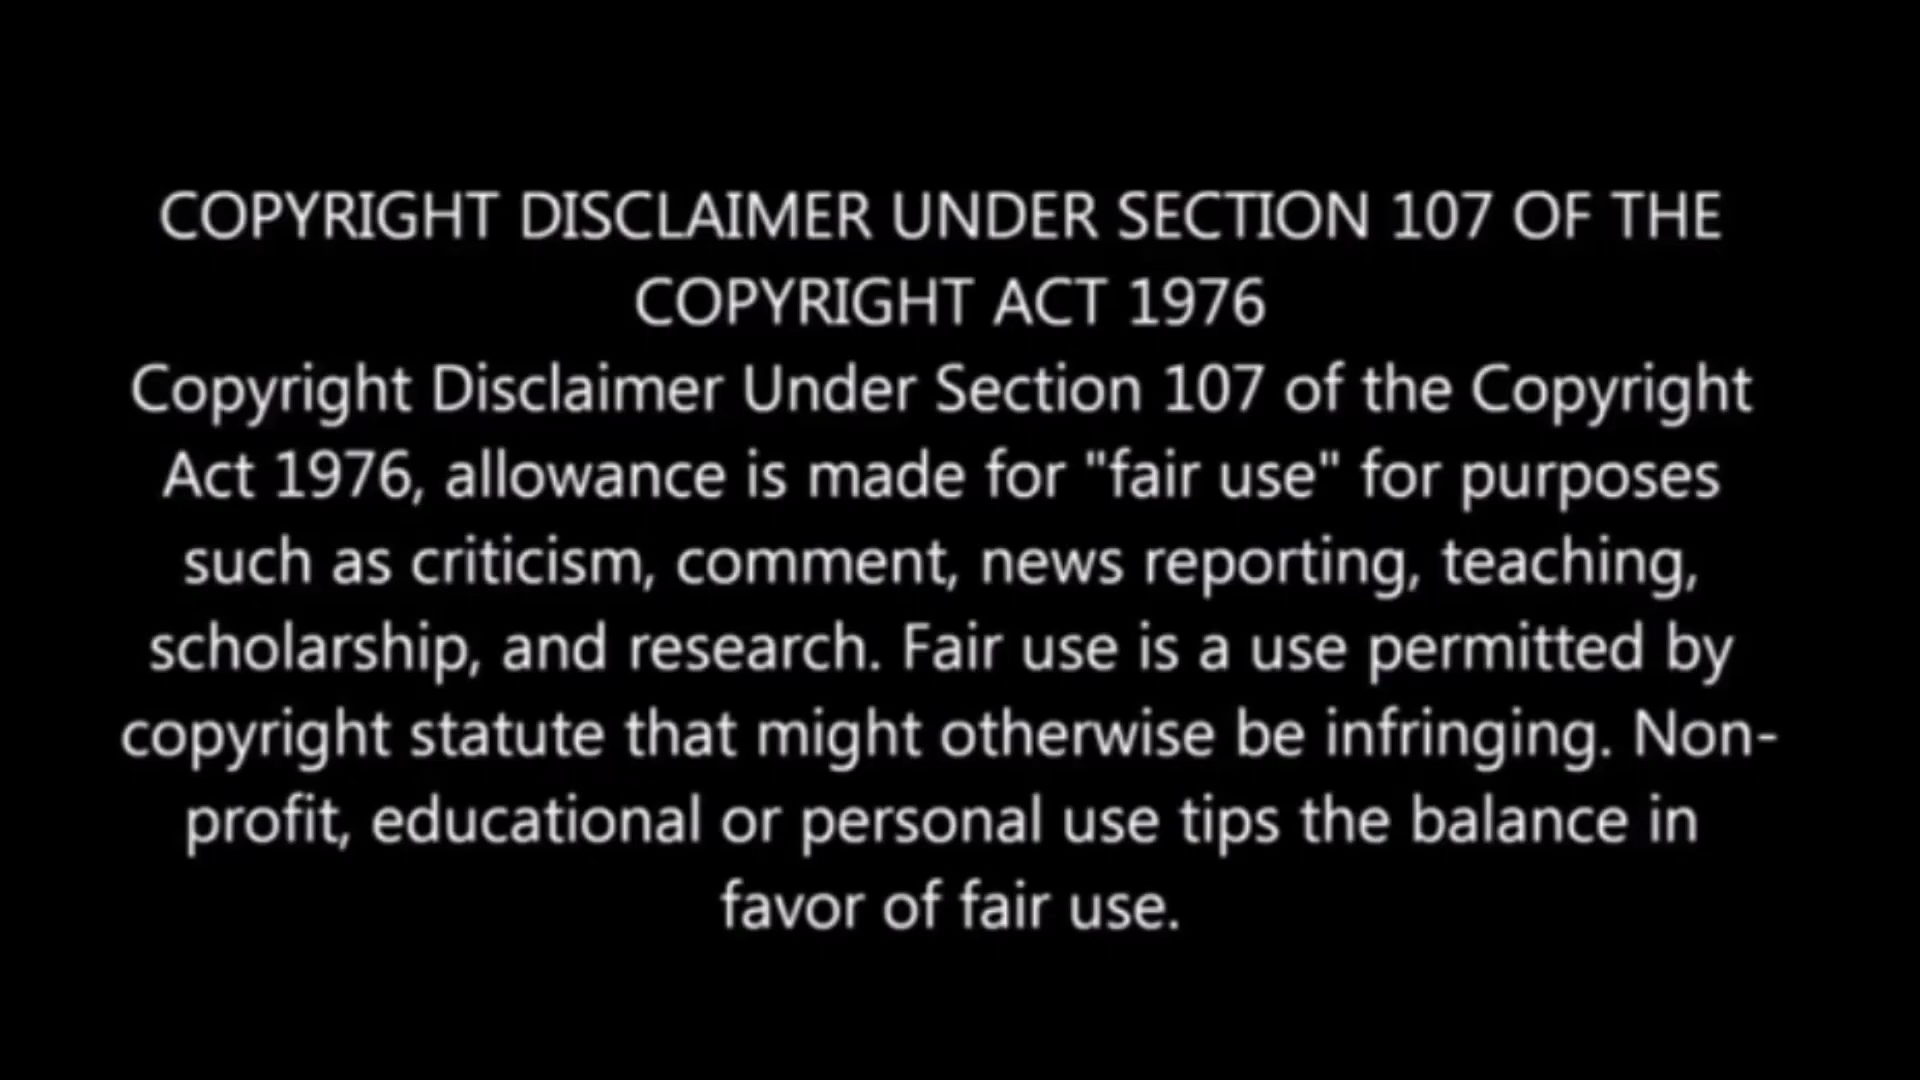 COPYRIGHT DISCLAIMER UNDER SECTION 107 OF THE
COPYRIGHT ACT 1976
Copyright Disclaimer Under Section 107 of the Copyright
Act 1976, allowance is made for "fair use" for purposes
such as criticism, comment, news reporting, teaching,
scholarship, and research. Fair use is a use permitted by
copyright statute that might otherwise be infringing. Non-
profit, educational or personal use tips the balance in
favor of fair use.